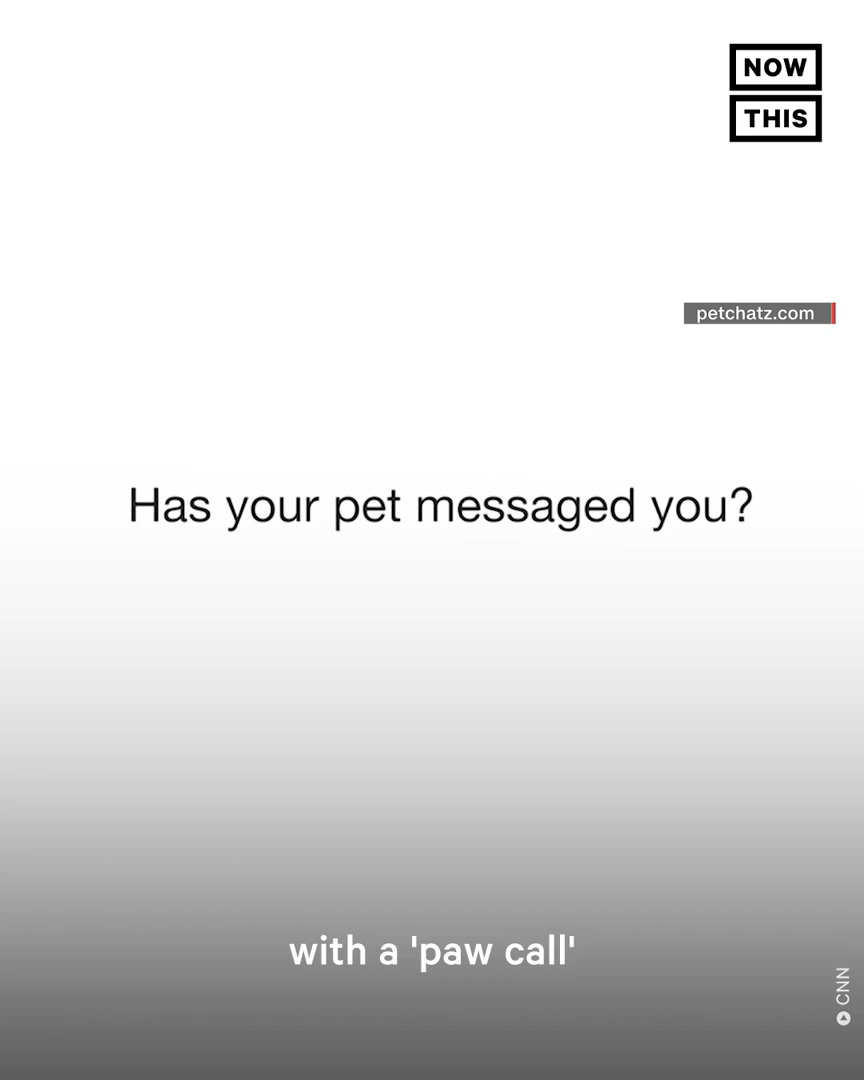 NOW
THIS
petchatz.com
Has your pet messaged you?
with a 'paw call'
CNN